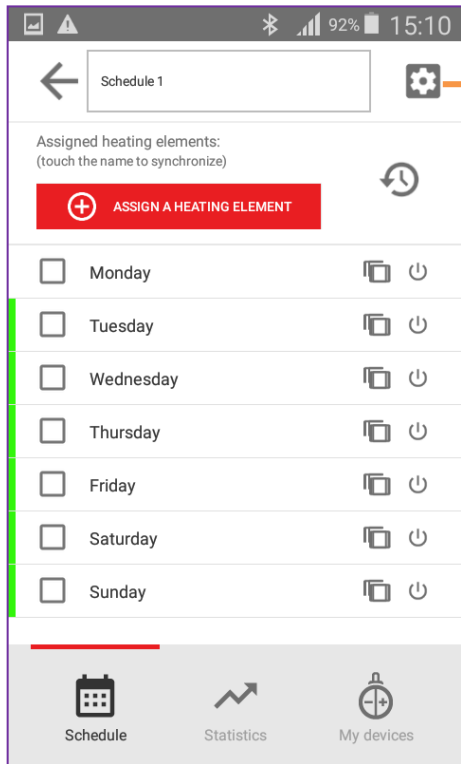 92% 15:10
Schedule 1
Assigned heating elements:
(touch the name to synchronize)
ASSIGN A HEATING ELEMENT
Monday
Tuesday
Wednesday
Thursday
Friday
Saturday
Sunday
Schedule Statistics My devices